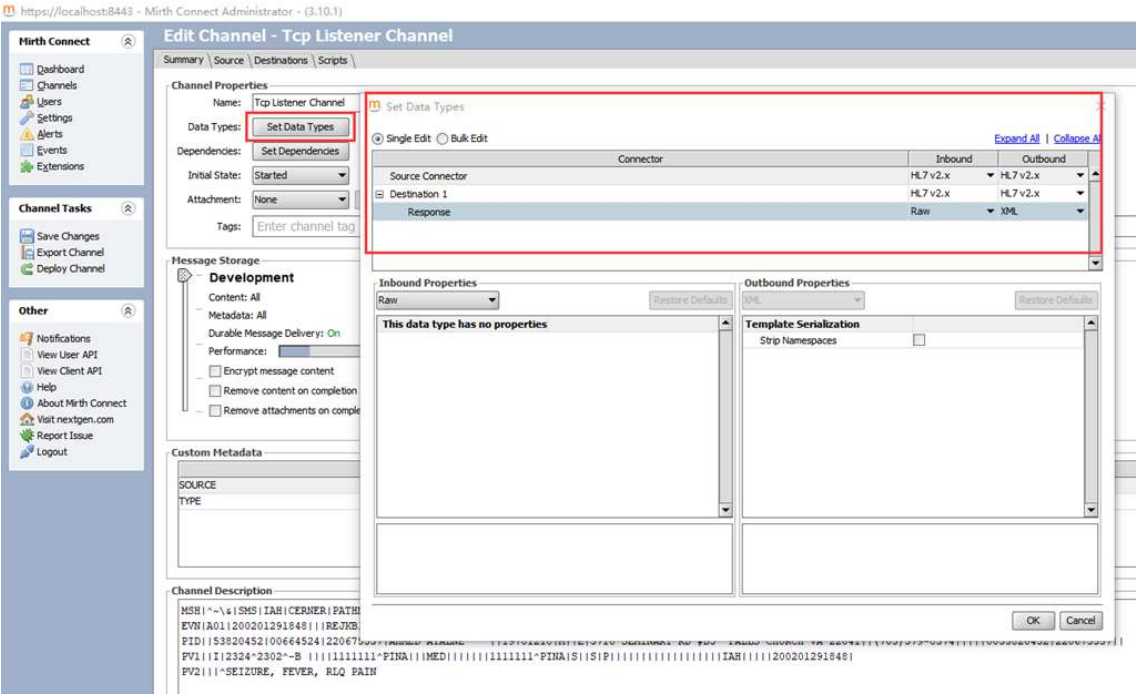 https://localhost:8443 - Mirth Connect Administrator - (3.10.1)
Mirth Connect
Dashboard
Channels
Users
Settings
Alerts
Events
Extensions
Channel Tasks
Save Changes
Export Channel
Deploy Channel
Other
Notifications
View User API
View Client API
Help
About Mirth Connect
Visit nextgen.com
Report Issue
Logout
Edit Channel - Tcp Listener Channel
Summary Source Destinations Scripts
Channel Properties
Name: Tcp Listener Channel
Data Types: Set Data Types
Dependencies: Set Dependencies
Initial State: Started
Attachment: None
Tags: Enter channel tag
Message Storage
Development
Content: All
Metadata: All
Durable Message Delivery: On
Performance:
Encrypt message content
Remove content on completion
Remove attachments on comple
Custom Metadata
SOURCE
TYPE
Set Data Types
Single Edit Bulk Edit
Expand All | Collapse Al
Connector Inbound Outbound
Source Connector HL7 v2.x HL7 v2.x
Destination 1 HL7 v2.x HL7 v2.x
Response Raw XML
Inbound Properties
Raw Restore Defaults
This data type has no properties
Outbound Properties
XML Restore Defaults
Template Serialization
Strip Namespaces
OK Cancel
Channel Description
MSH|^~\&|SMS|IAH|CERNER|PATH
EVN|A01|200201291848|||REJKB
PID||53820452|00664524|
PV1||I|2324^2302^-B ||||1111111^PINA|||MED|||||||1111111^PINA|S||S|P||||||||||||||||||IAH|||||200201291848|
PV2|||^SEIZURE, FEVER, RLQ PAIN